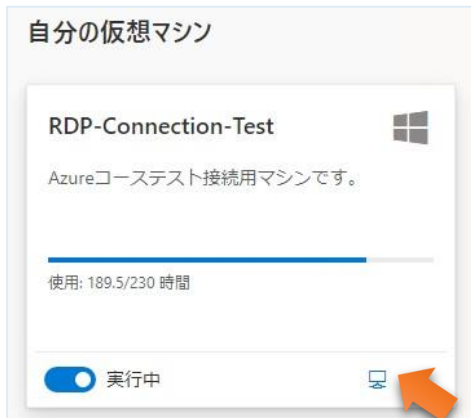 自分の仮想マシン
RDP-Connection-Test
Azureコーステスト接続用マシンです。
使用: 189.5/230 時間
実行中